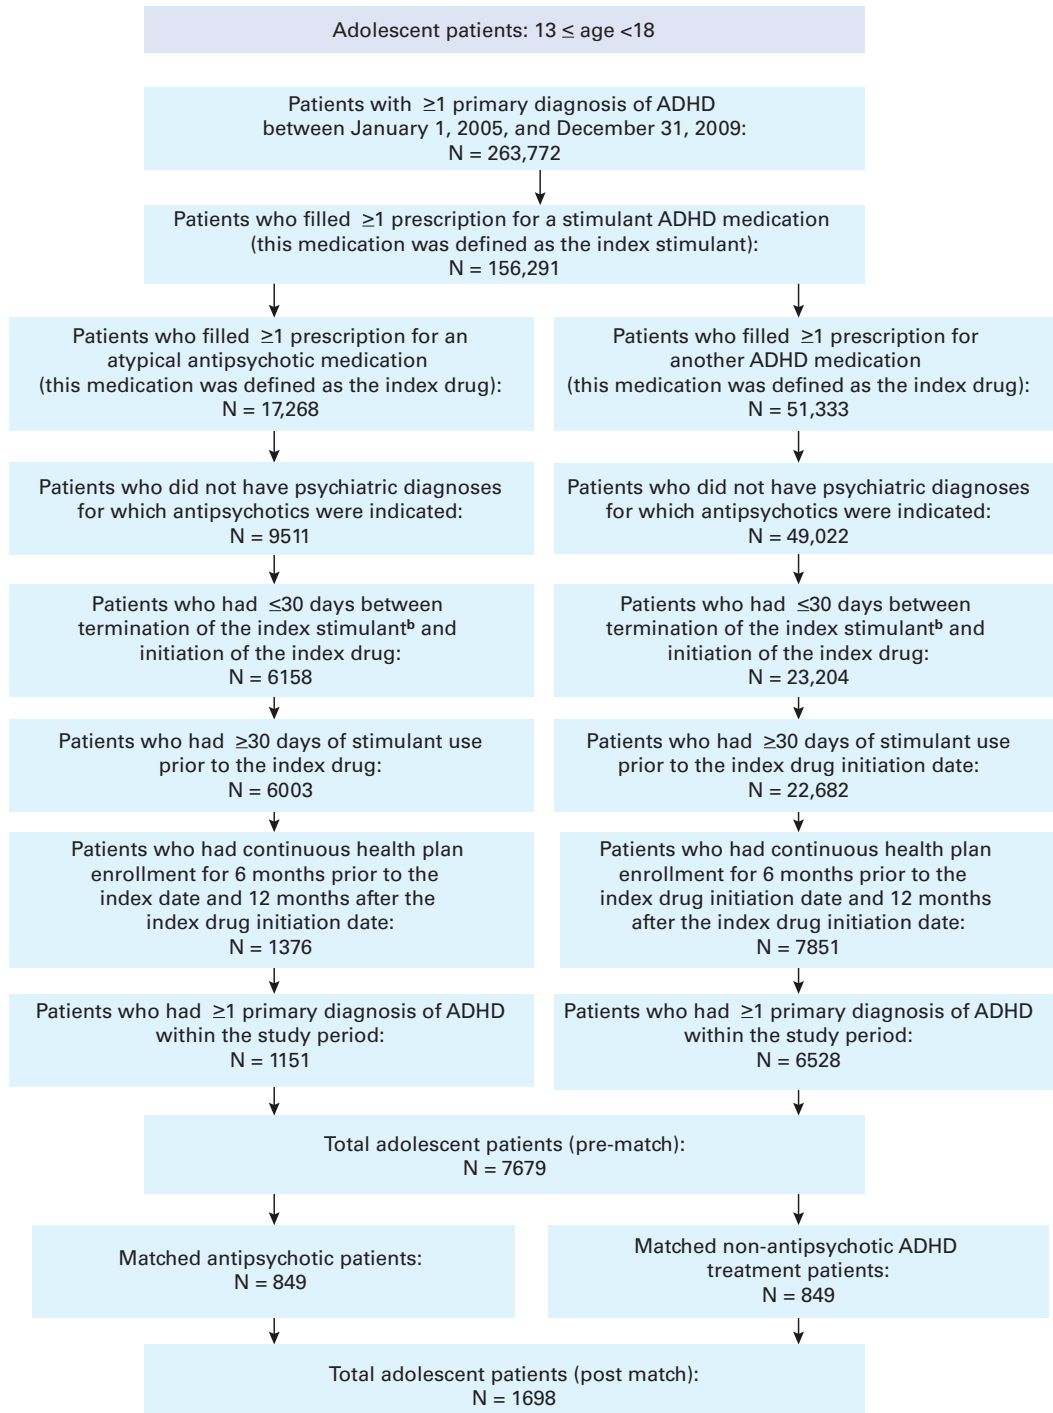 Adolescent patients: 13 ≤ age <18
Patients with ≥1 primary diagnosis of ADHD
between January 1, 2005, and December 31, 2009:
N = 263,772
Patients who filled ≥1 prescription for a stimulant ADHD medication
(this medication was defined as the index stimulant):
N = 156,291
Patients who filled ≥1 prescription for an
atypical antipsychotic medication
(this medication was defined as the index drug):
N = 17,268
Patients who filled ≥1 prescription for
another ADHD medication
(this medication was defined as the index drug):
N = 51,333
Patients who did not have psychiatric diagnoses
for which antipsychotics were indicated:
N = 9511
Patients who did not have psychiatric diagnoses
for which antipsychotics were indicated:
N = 49,022
Patients who had ≤30 days between
termination of the index stimulantᵇ and
initiation of the index drug:
N = 6158
Patients who had ≤30 days between
termination of the index stimulantᵇ and
initiation of the index drug:
N = 23,204
Patients who had ≥30 days of stimulant use
prior to the index drug:
N = 6003
Patients who had ≥30 days of stimulant use
prior to the index drug initiation date:
N = 22,682
Patients who had continuous health plan
enrollment for 6 months prior to the
index date and 12 months after the
index drug initiation date:
N = 1376
Patients who had continuous health plan
enrollment for 6 months prior to the
index drug initiation date and 12 months
after the index drug initiation date:
N = 7851
Patients who had ≥1 primary diagnosis of ADHD
within the study period:
N = 1151
Patients who had ≥1 primary diagnosis of ADHD
within the study period:
N = 6528
Total adolescent patients (pre-match):
N = 7679
Matched antipsychotic patients:
N = 849
Matched non-antipsychotic ADHD
treatment patients:
N = 849
Total adolescent patients (post match):
N = 1698